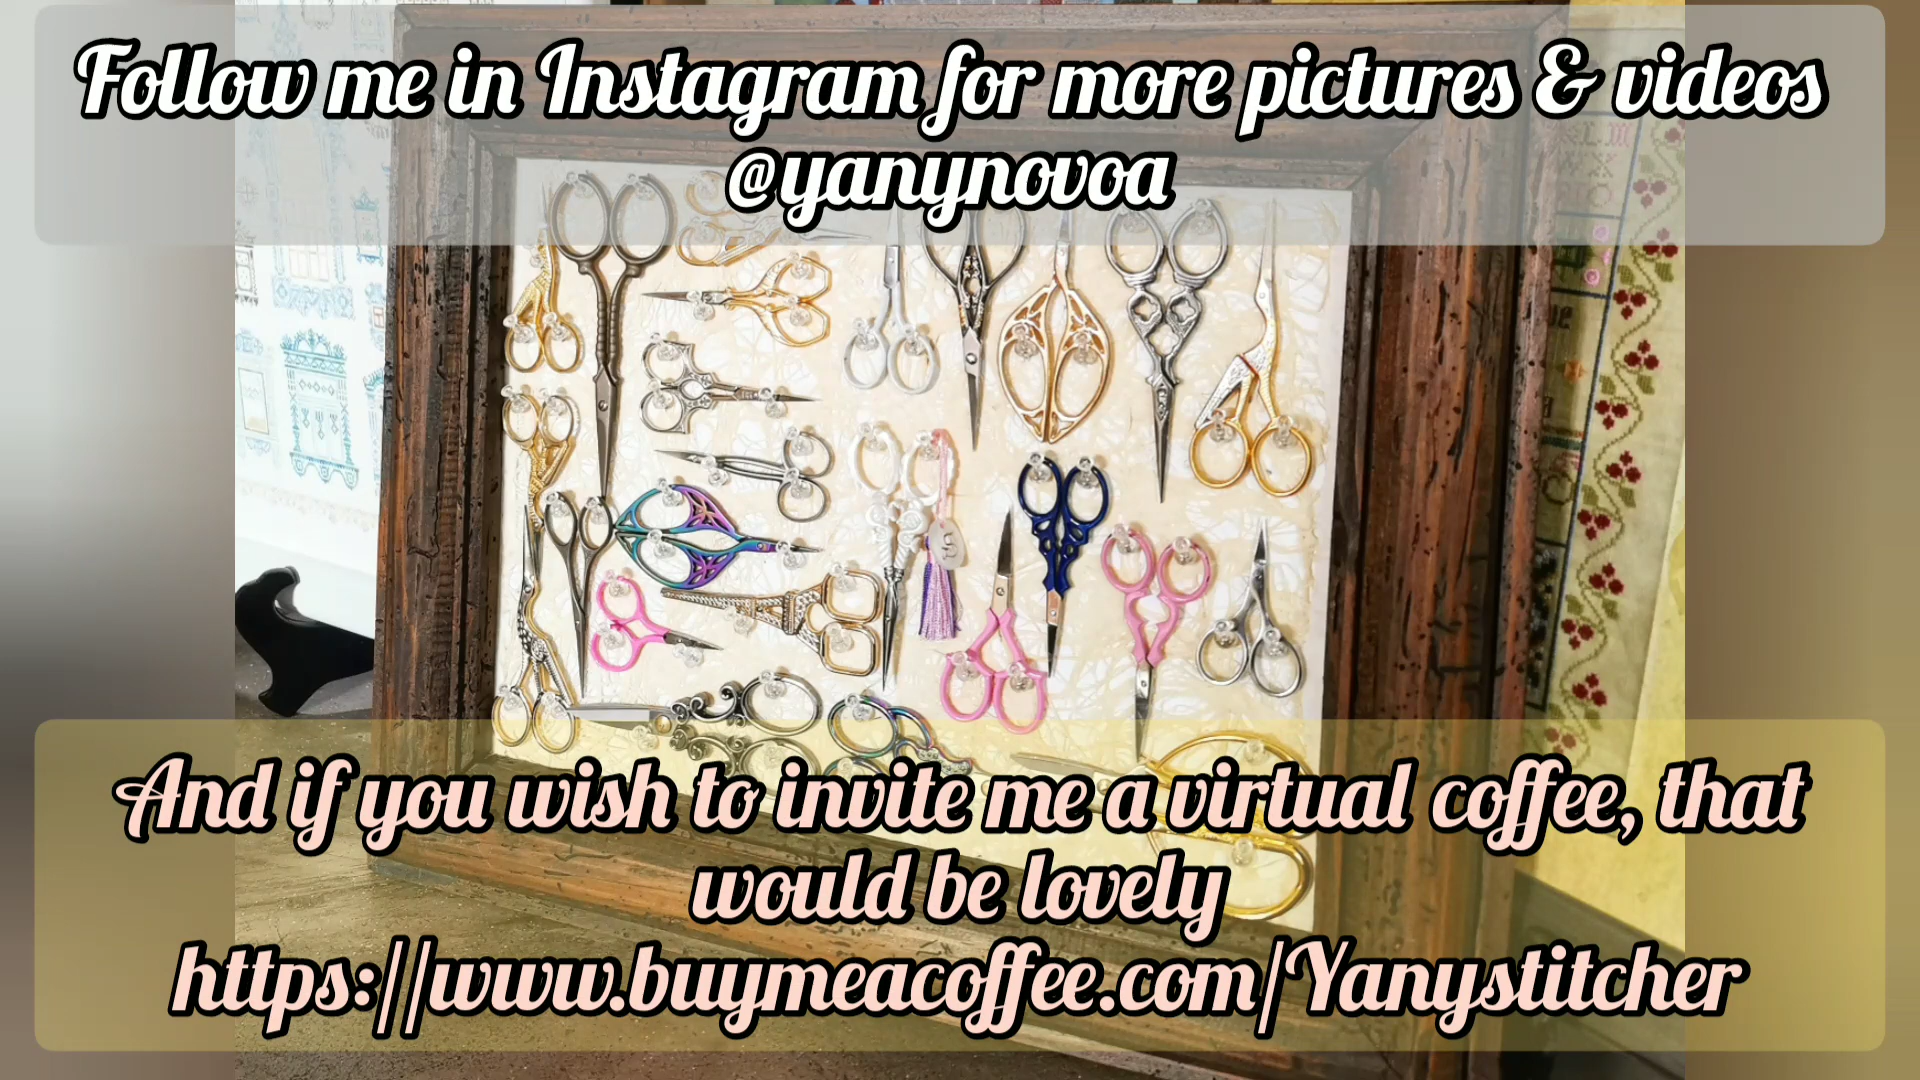 Follow me in Instagram for more pictures & videos
@yanynovoa
And if you wish to invite me a virtual coffee, that
would be lovely
https://www.buymeacoffee.com/Yanystitcher